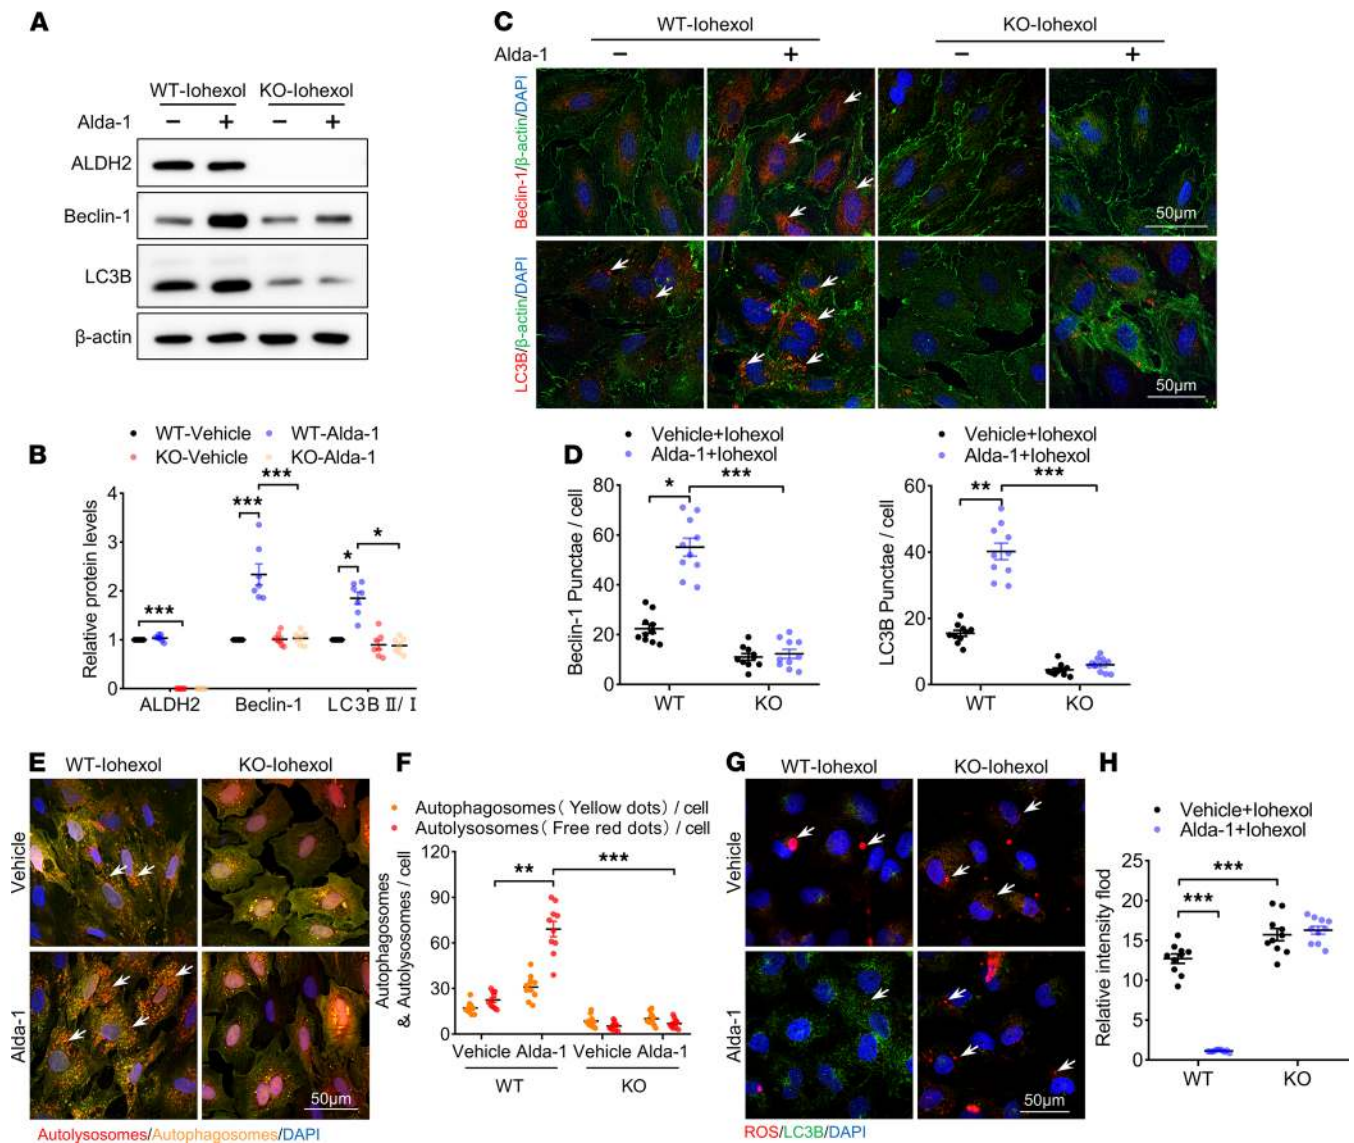 A
WT-Iohexol KO-Iohexol
Alda-1 − + − +
ALDH2
Beclin-1
LC3B
β-actin
C
WT-Iohexol KO-Iohexol
Alda-1 − + − +
Beclin-1/β-actin/DAPI
50μm
LC3B/β-actin/DAPI
50μm
B
WT-Vehicle WT-Alda-1
KO-Vehicle KO-Alda-1
Relative protein levels
4
3
2
1
0
*** *** *** * *
ALDH2 Beclin-1 LC3B II/ I
D
Vehicle+Iohexol
Alda-1+Iohexol
Beclin-1 Punctae / cell
80
60
40
20
0
* ***
WT KO
Vehicle+Iohexol
Alda-1+Iohexol
LC3B Punctae / cell
60
40
20
0
** ***
WT KO
E
WT-Iohexol KO-Iohexol
Vehicle
Alda-1
50μm
Autolysosomes/Autophagosomes/DAPI
F
Autophagosomes( Yellow dots) / cell
Autolysosomes( Free red dots) / cell
Autophagosomes
& Autolysosomes / cell
120
90
60
30
0
** ***
Vehicle Alda-1 Vehicle Alda-1
WT KO
G
WT-Iohexol KO-Iohexol
Vehicle
Alda-1
50μm
ROS/LC3B/DAPI
H
Vehicle+Iohexol
Alda-1+Iohexol
Relative intensity flod
25
20
15
10
5
0
*** ***
WT KO